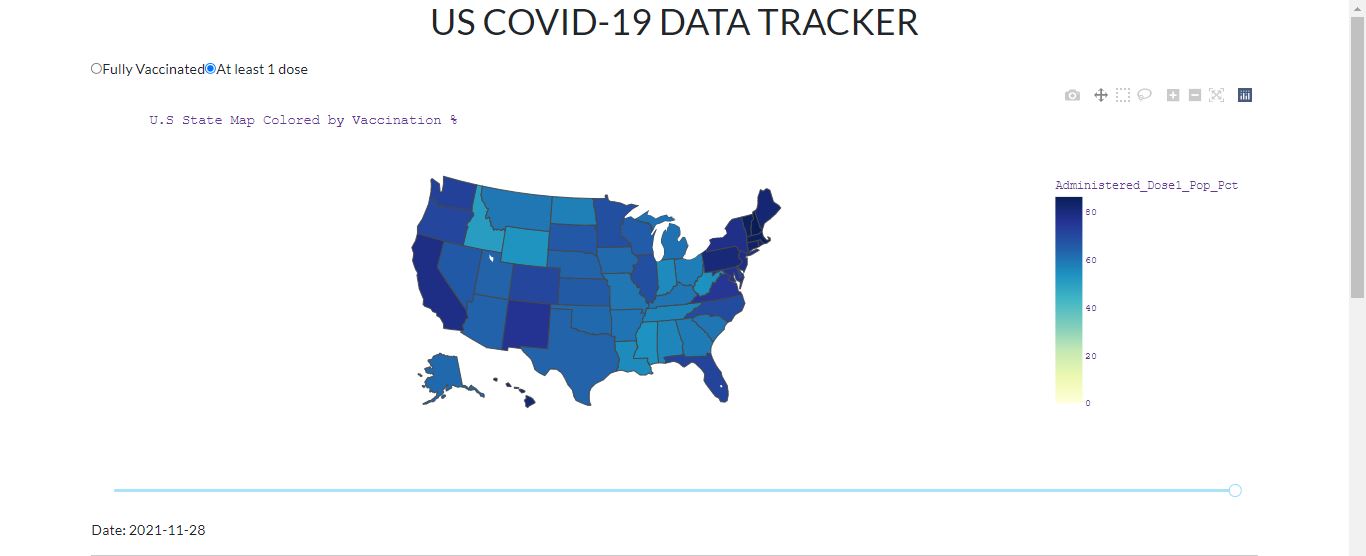 US COVID-19 DATA TRACKER
Fully Vaccinated At least 1 dose
U.S State Map Colored by Vaccination %
Administered_Dose1_Pop_Pct
80
60
40
20
0
Date: 2021-11-28